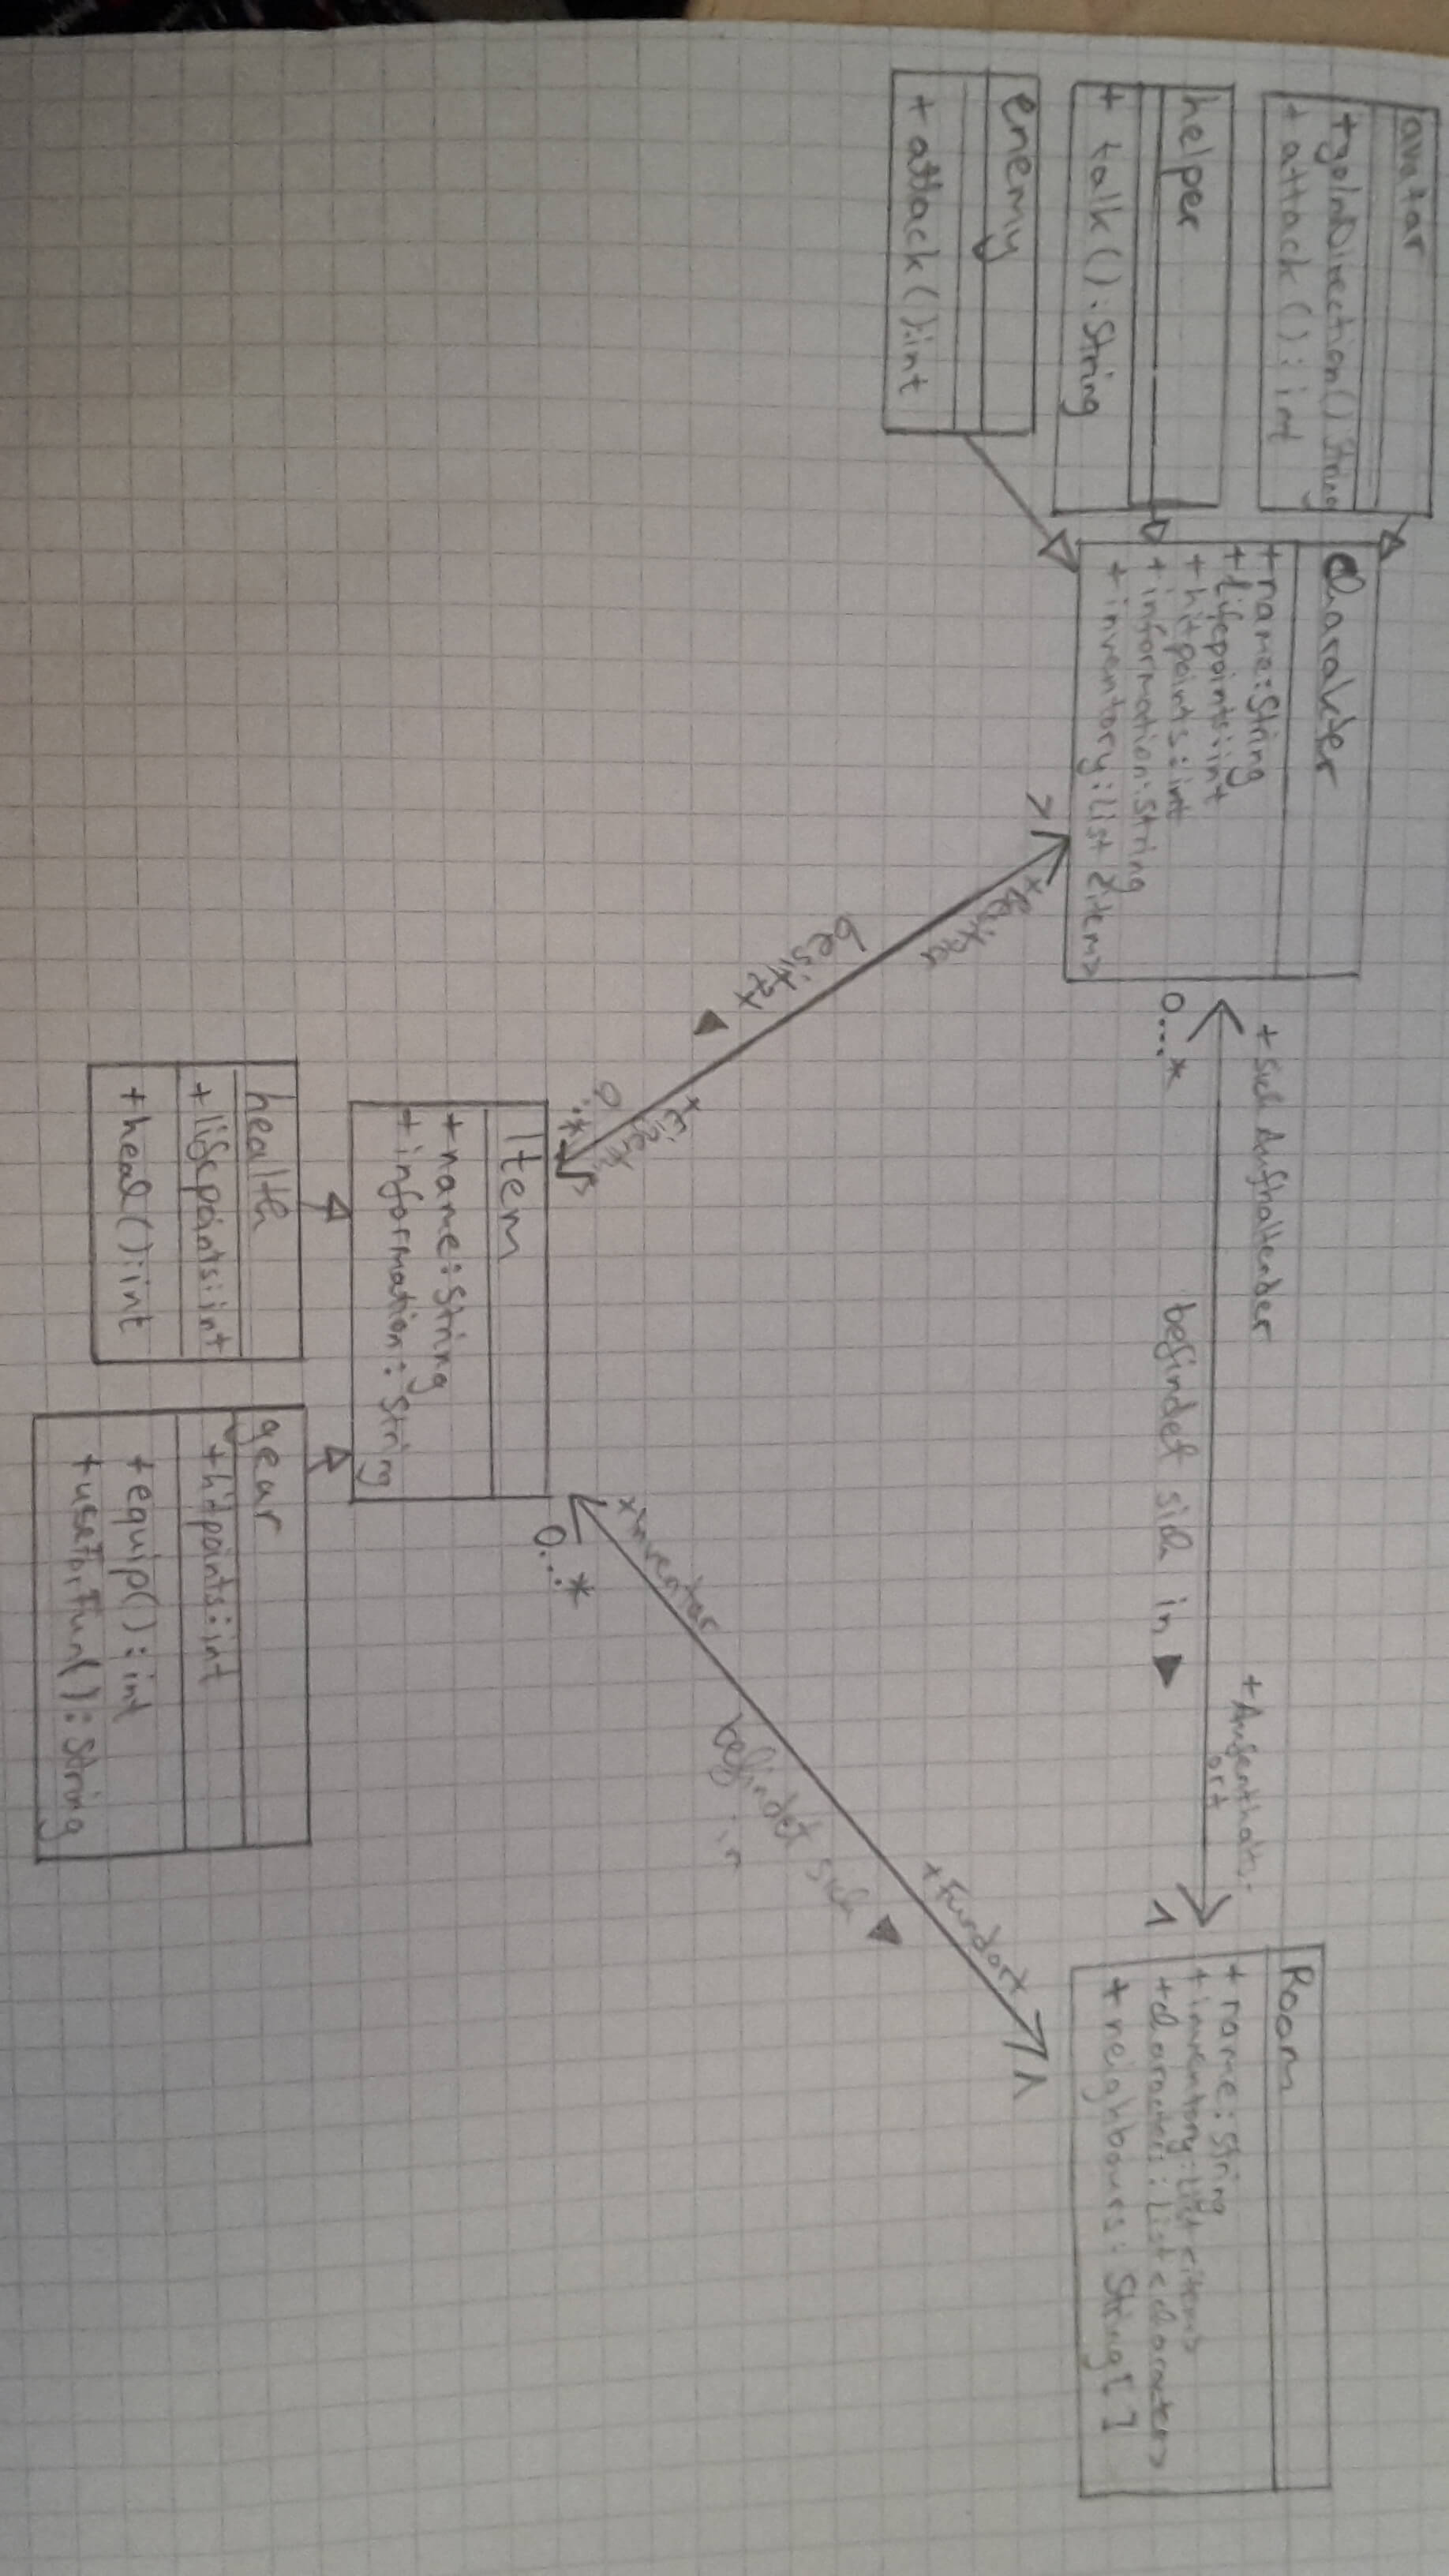 avatar
+goInDirection() String
+ attack (): int
helper
+ talk(): String
enemy
+ attack():int
Charakter
+name:String
+lifepoints:int
+hitpoints:int
+information:String
+inventory:List<item>
+ sich Aufhaltender
0...*
befindet sich in ▶
+Aufenthalts-
ort
1
Room
+ name: String
+ inventory: List <item>
+characters: List <character>
+ neighbours: String[ ]
1
+Besitzer
besitzt ▶
+Eigentum
0..*
1
+Fundort
befindet sich ▶
in
+Inventar
0...*
Item
+name:String
+information: String
health
+lifepoints:int
+heal():int
gear
+hitpoints:int
+equip(): int
+useForFun(): String